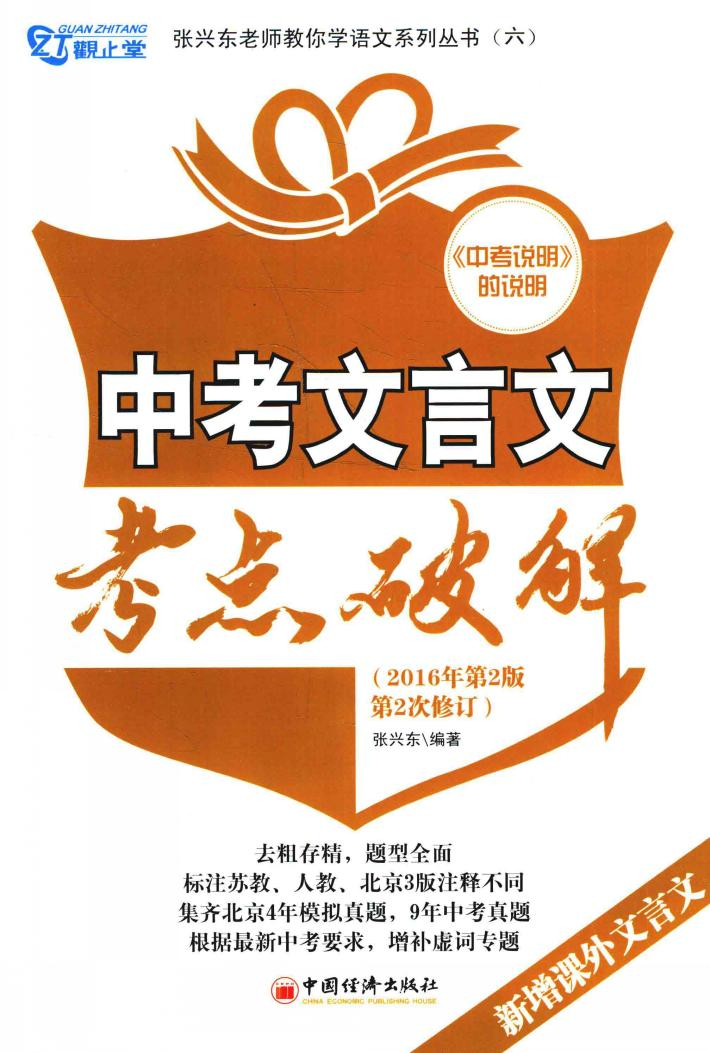 GUAN ZHITANG
ZT觀止堂
张兴东老师教你学语文系列丛书（六）
《中考说明》
的说明
中考文言文
考点破解
（2016年第2版
第2次修订）
张兴东\编著
去粗存精，题型全面
标注苏教、人教、北京3版注释不同
集齐北京4年模拟真题，9年中考真题
根据最新中考要求，增补虚词专题
新增课外文言文
中国经济出版社
CHINA ECONOMIC PUBLISHING HOUSE